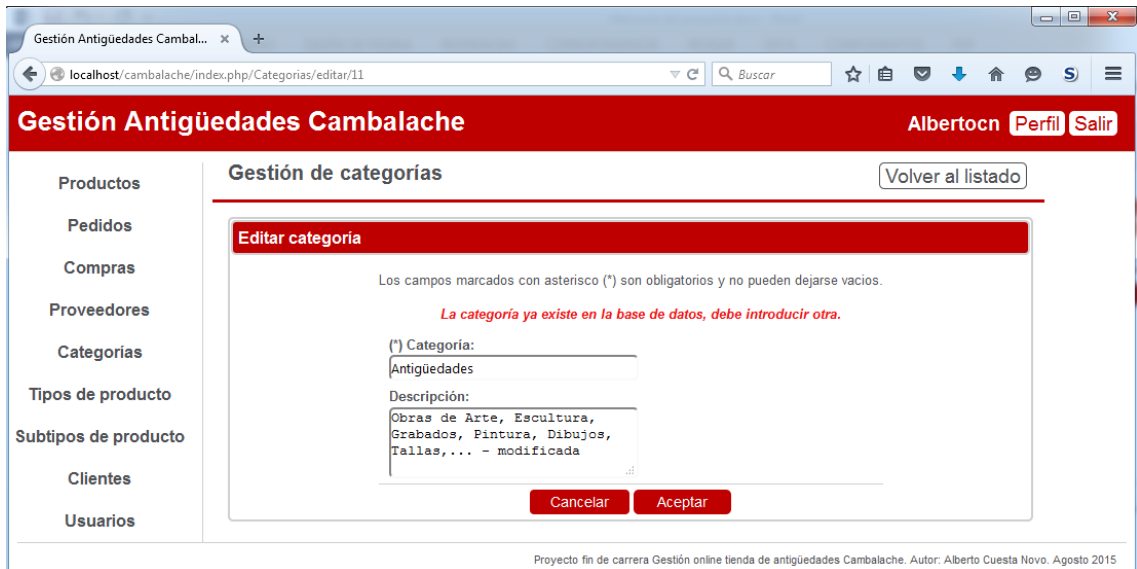 Gestión Antigüedades Cambal...
localhost/cambalache/index.php/Categorias/editar/11
Buscar
Gestión Antigüedades Cambalache
Albertocn Perfil Salir
Productos
Pedidos
Compras
Proveedores
Categorías
Tipos de producto
Subtipos de producto
Clientes
Usuarios
Gestión de categorías
Volver al listado
Editar categoría
Los campos marcados con asterisco (*) son obligatorios y no pueden dejarse vacios.
La categoría ya existe en la base de datos, debe introducir otra.
(*) Categoría:
Antigüedades
Descripción:
Obras de Arte, Escultura,
Grabados, Pintura, Dibujos,
Tallas,... - modificada
Cancelar Aceptar
Proyecto fin de carrera Gestión online tienda de antigüedades Cambalache. Autor: Alberto Cuesta Novo. Agosto 2015